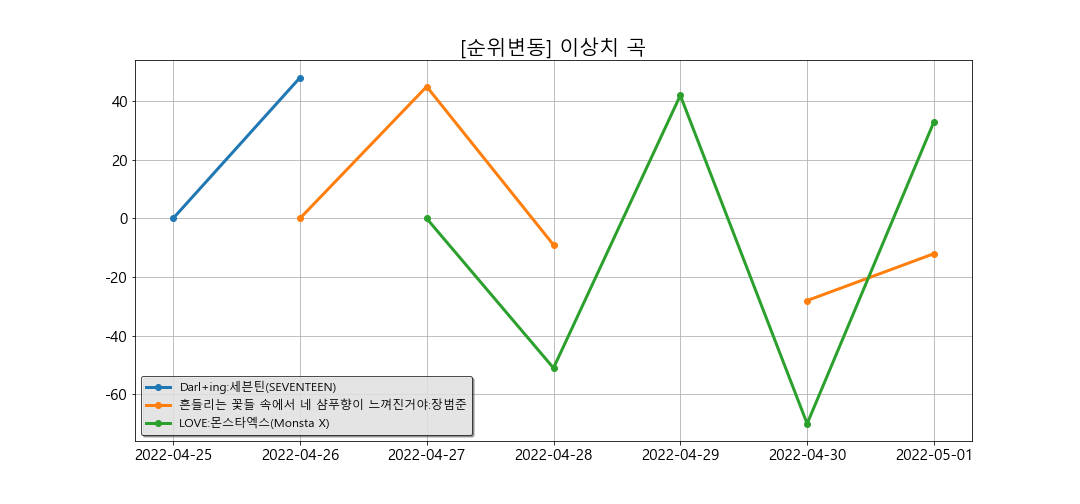 [순위변동] 이상치 곡
40
20
0
-20
-40
-60
Darl+ing:세븐틴(SEVENTEEN)
흔들리는 꽃들 속에서 네 샴푸향이 느껴진거야:장범준
LOVE:몬스타엑스(Monsta X)
2022-04-25 2022-04-26 2022-04-27 2022-04-28 2022-04-29 2022-04-30 2022-05-01